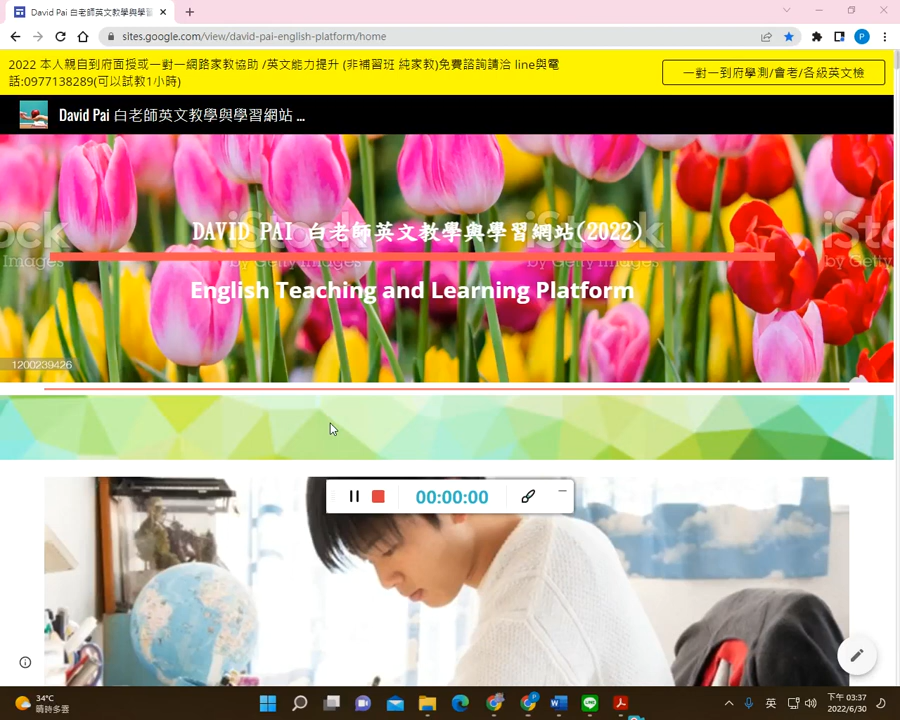 David Pai 白老師英文教學與學習
sites.google.com/view/david-pai-english-platform/home
P
2022 本人親自到府面授或一對一網路家教協助 /英文能力提升 (非補習班 純家教)免費諮詢請洽 line與電
話:0977138289(可以試教1小時)
一對一到府學測/會考/各級英文檢
David Pai 白老師英文教學與學習網站 ...
DAVID PAI 白老師英文教學與學習網站(2022)
iStock
by Getty Images
English Teaching and Learning Platform
1200239426
00:00:00
34°C
晴時多雲
英
下午 03:37
2022/6/30